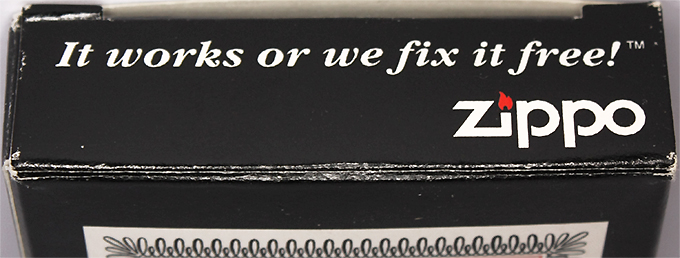 It works or we fix it free!™
zippo